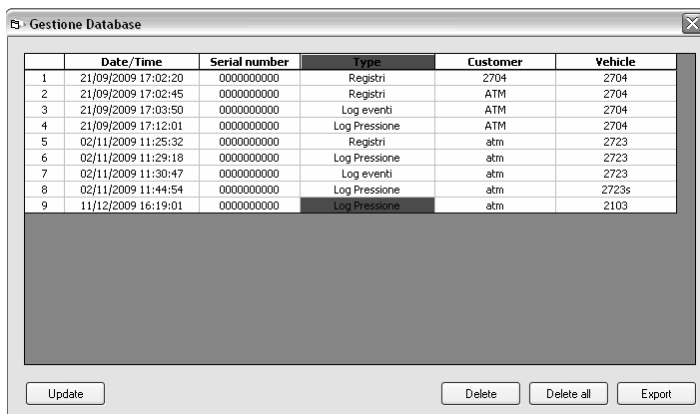 Gestione Database
Date/Time Serial number Type Customer Vehicle
1 21/09/2009 17:02:20 0000000000 Registri 2704 2704
2 21/09/2009 17:02:45 0000000000 Registri ATM 2704
3 21/09/2009 17:03:50 0000000000 Log eventi ATM 2704
4 21/09/2009 17:12:01 0000000000 Log Pressione ATM 2704
5 02/11/2009 11:25:32 0000000000 Registri atm 2723
6 02/11/2009 11:29:18 0000000000 Log Pressione atm 2723
7 02/11/2009 11:30:47 0000000000 Log eventi atm 2723
8 02/11/2009 11:44:54 0000000000 Log Pressione atm 2723s
9 11/12/2009 16:19:01 0000000000 Log Pressione atm 2103
Update Delete Delete all Export